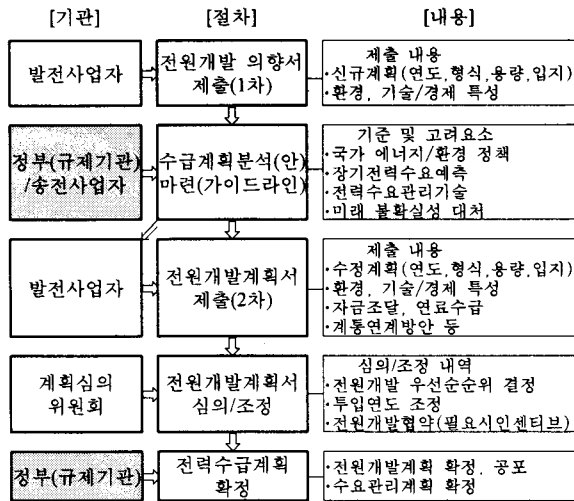 [기관] [절차] [내용]
발전사업자
전원개발 의향서
제출(1차)
제출 내용
·신규계획(연도,형식,용량,입지)
·환경, 기술/경제 특성
정부(규제기관)
/송전사업자
수급계획분석(안)
마련(가이드라인)
기준 및 고려요소
·국가 에너지/환경 정책
·장기전력수요예측
·전력수요관리기술
·미래 불확실성 대처
발전사업자
전원개발계획서
제출(2차)
제출 내용
·수정계획(연도,형식,용량,입지)
·환경, 기술/경제 특성
·자금조달, 연료수급
·계통연계방안 등
계획심의
위원회
전원개발계획서
심의/조정
심의/조정 내역
·전원개발 우선순순위 결정
·투입연도 조정
·전원개발협약(필요시인센티브)
정부(규제기관)
전력수급계획
확정
·전원개발계획 확정, 공포
·수요관리계획 확정